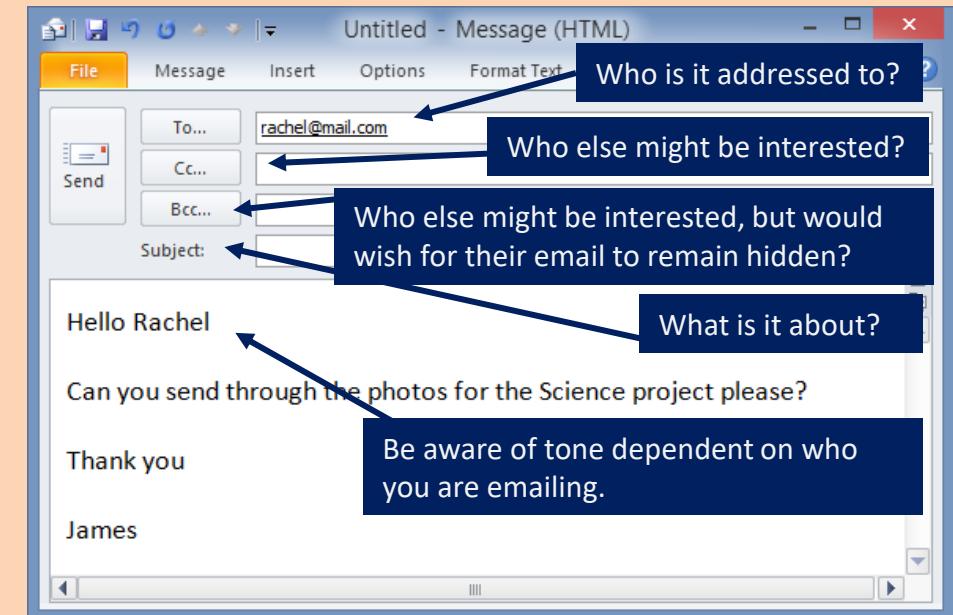 Untitled - Message (HTML)
File Message Insert Options Format Text
Who is it addressed to?
To... rachel@mail.com
Who else might be interested?
Send
Cc...
Bcc...
Who else might be interested, but would
wish for their email to remain hidden?
Subject:
What is it about?
Hello Rachel
Can you send through the photos for the Science project please?
Be aware of tone dependent on who
you are emailing.
Thank you
James